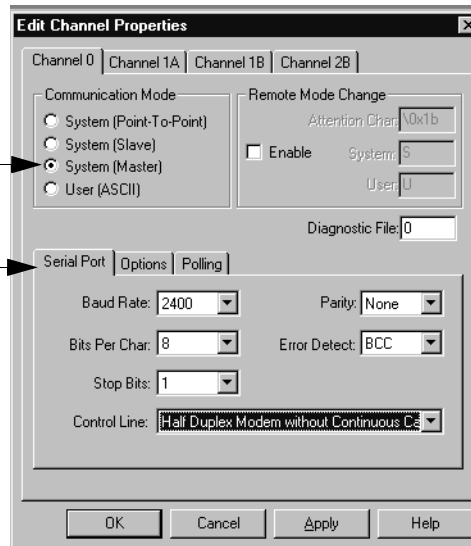 Edit Channel Properties
Channel 0 Channel 1A Channel 1B Channel 2B
Communication Mode
System (Point-To-Point)
System (Slave)
System (Master)
User (ASCII)
Remote Mode Change
Attention Char: \0x1b
Enable System: S
User: U
Diagnostic File: 0
Serial Port Options Polling
Baud Rate: 2400 Parity: None
Bits Per Char: 8 Error Detect: BCC
Stop Bits: 1
Control Line: Half Duplex Modem without Continuous Ca
OK Cancel Apply Help